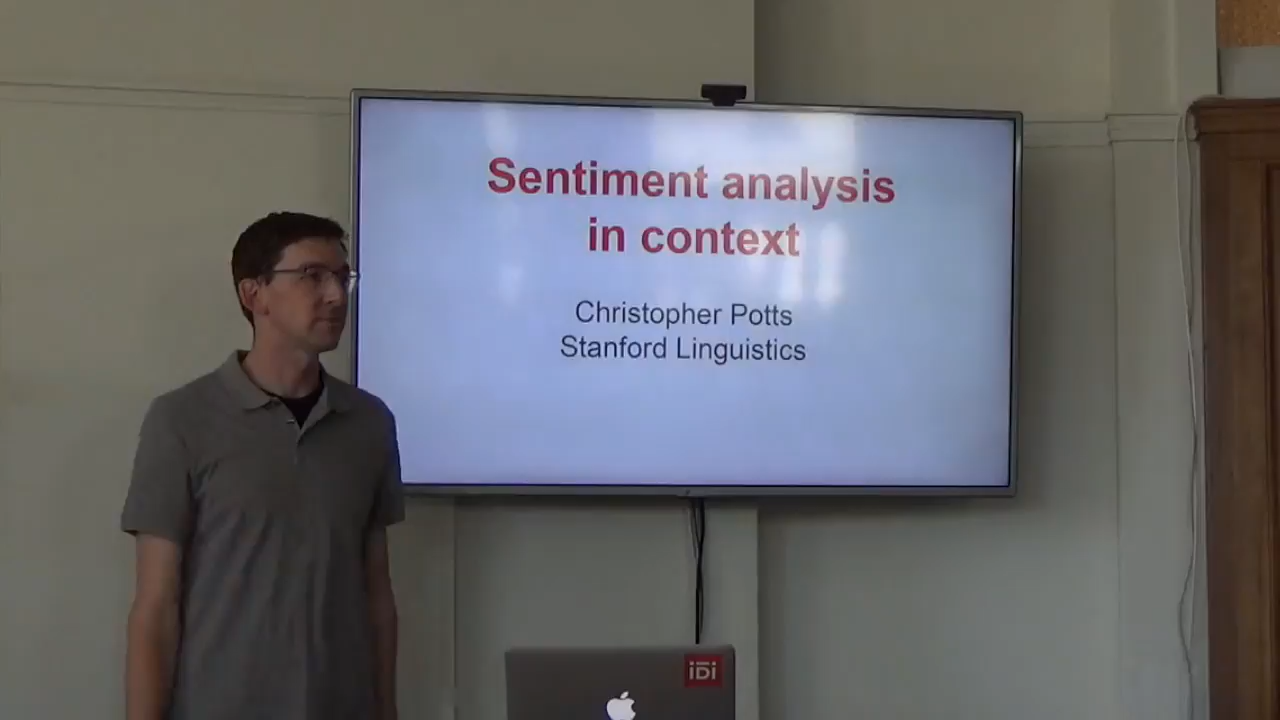 Sentiment analysis
in context
Christopher Potts
Stanford Linguistics
iDi